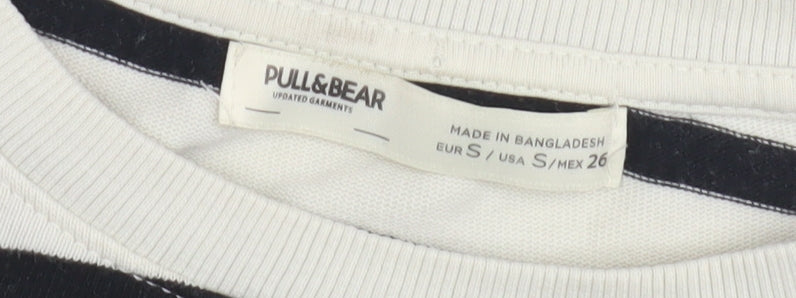 PULL&BEAR
UPDATED GARMENTS
MADE IN BANGLADESH
EUR S / USA S/MEX 26